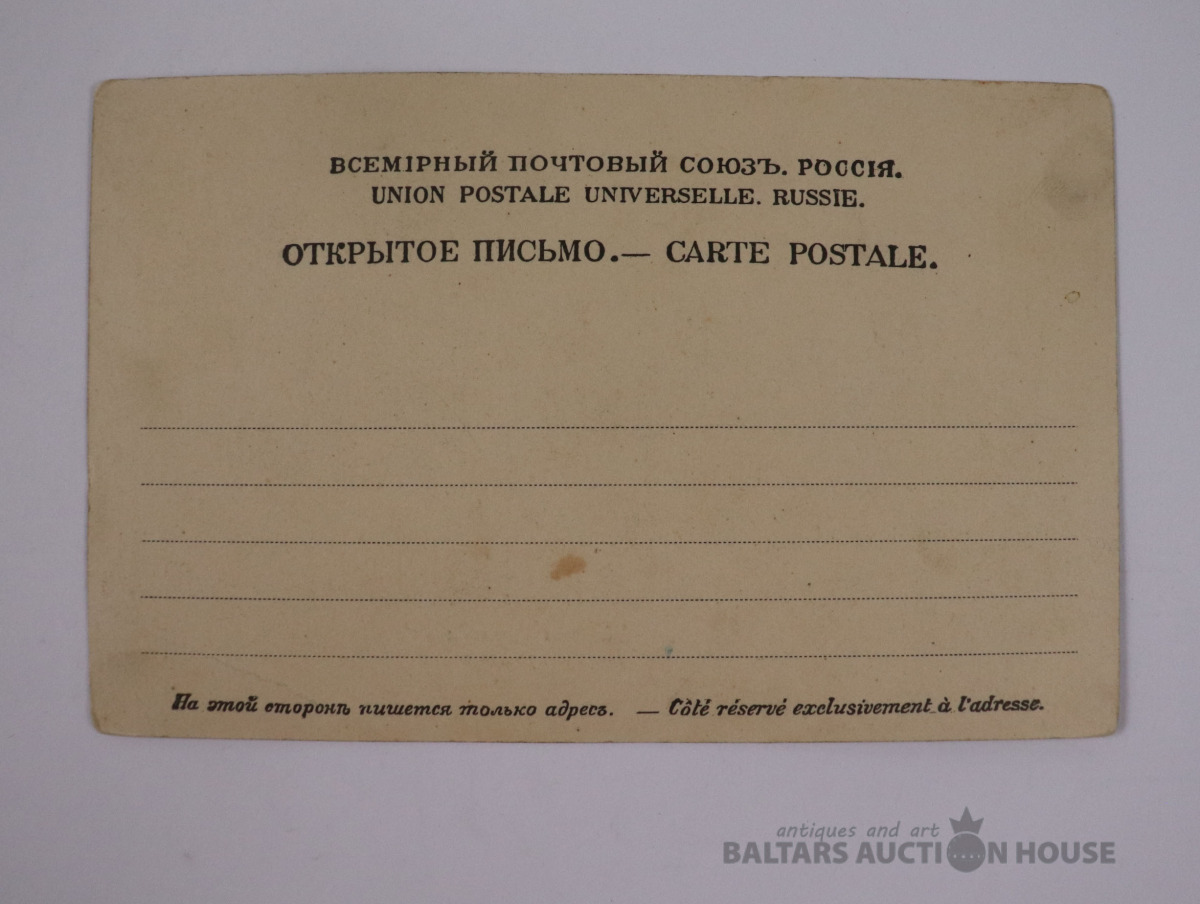 ВСЕМІРНЫЙ ПОЧТОВЫЙ СОЮЗЪ. РОССІЯ.
UNION POSTALE UNIVERSELLE. RUSSIE.
ОТКРЫТОЕ ПИСЬМО.— CARTE POSTALE.
На этой сторонѣ пишется только адресъ. — Côté réservé exclusivement à l'adresse.
antiques and art
BALTARS AUCTION HOUSE